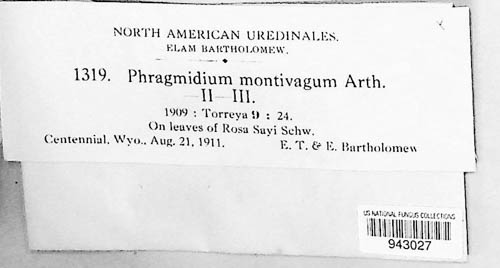 NORTH AMERICAN UREDINALES.
ELAM BARTHOLOMEW.
1319. Phragmidium montivagum Arth.
II—III.
1909 : Torreya 9 : 24.
On leaves of Rosa Sayi Schw.
Centennial, Wyo., Aug. 21, 1911. E. T. & E. Bartholomew
US NATIONAL FUNGUS COLLECTIONS
943027